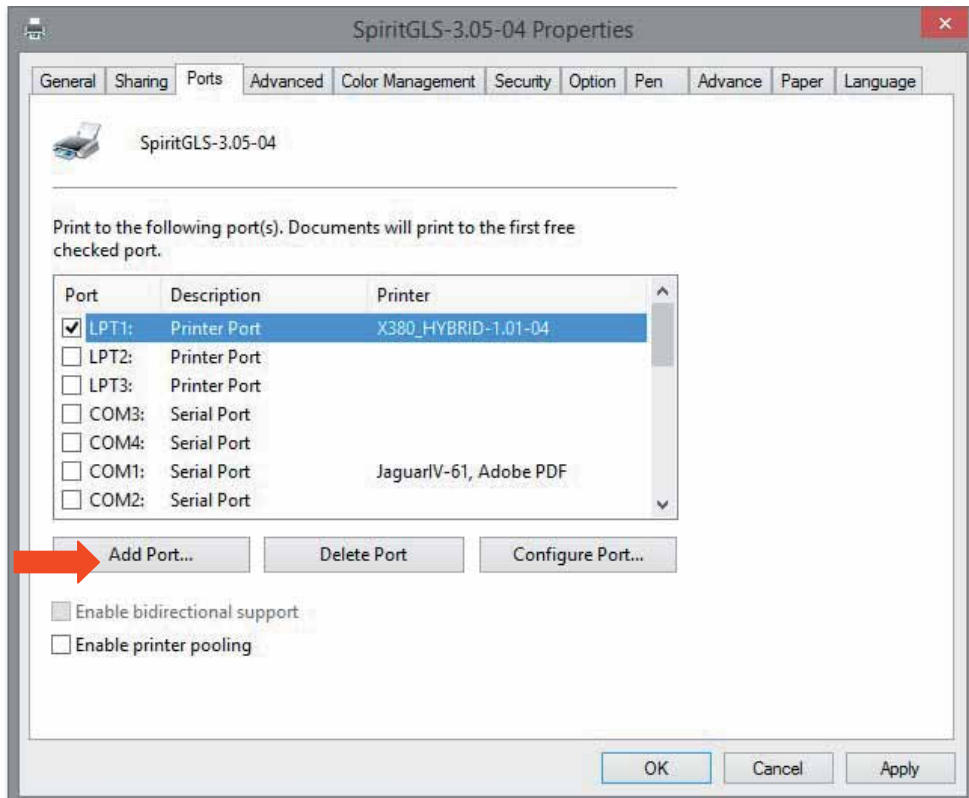 SpiritGLS-3.05-04 Properties
General Sharing Ports Advanced Color Management Security Option Pen Advance Paper Language
SpiritGLS-3.05-04
Print to the following port(s). Documents will print to the first free
checked port.
Port Description Printer
LPT1: Printer Port X380_HYBRID-1.01-04
LPT2: Printer Port
LPT3: Printer Port
COM3: Serial Port
COM4: Serial Port
COM1: Serial Port JaguarIV-61, Adobe PDF
COM2: Serial Port
Add Port... Delete Port Configure Port...
Enable bidirectional support
Enable printer pooling
OK Cancel Apply